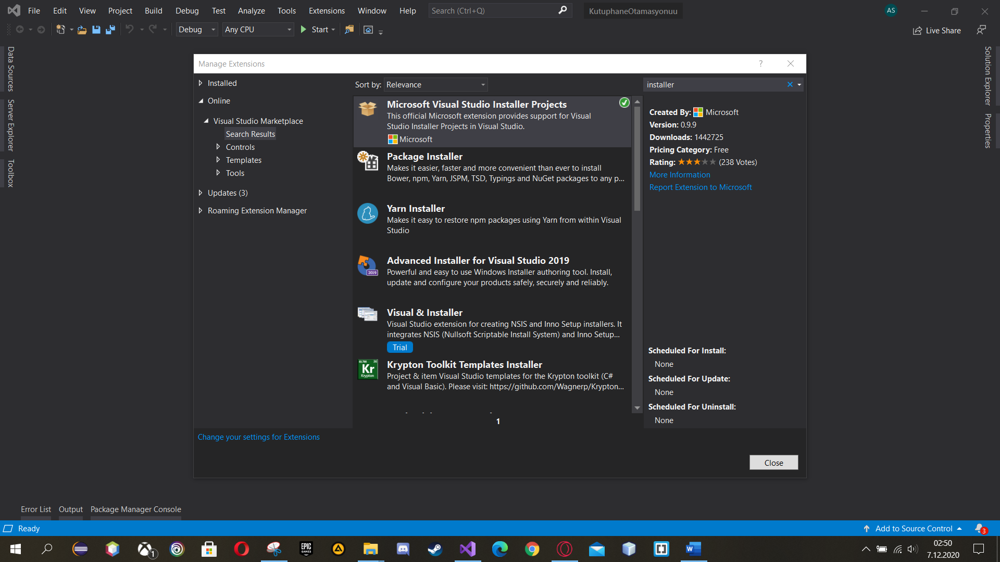 File Edit View Project Build Debug Test Analyze Tools Extensions Window Help Search (Ctrl+Q) KutuphaneOtamasyonuu AS
Debug Any CPU Start Live Share
Data Sources
Server Explorer
Toolbox
Solution Explorer
Properties
Manage Extensions ?
Installed
Online
Visual Studio Marketplace
Search Results
Controls
Templates
Tools
Updates (3)
Roaming Extension Manager
Sort by: Relevance
installer
Microsoft Visual Studio Installer Projects
This official Microsoft extension provides support for Visual
Studio Installer Projects in Visual Studio.
Microsoft
Package Installer
Makes it easier, faster and more convenient than ever to install
Bower, npm, Yarn, JSPM, TSD, Typings and NuGet packages to any p...
Yarn Installer
Makes it easy to restore npm packages using Yarn from within Visual
Studio
Advanced Installer for Visual Studio 2019
Powerful and easy to use Windows Installer authoring tool. Install,
update and configure your products safely, securely and reliably.
2019
Visual & Installer
Visual Studio extension for creating NSIS and Inno Setup installers. It
integrates NSIS (Nullsoft Scriptable Install System) and Inno Setup...
Trial
Krypton Toolkit Templates Installer
Project & item Visual Studio templates for the Krypton toolkit (C#
and Visual Basic). Please visit: https://github.com/Wagnerp/Krypton...
83.798 36
Kr
Krypton
1
Created By: Microsoft
Version: 0.9.9
Downloads: 1442725
Pricing Category: Free
Rating: (238 Votes)
More Information
Report Extension to Microsoft
Scheduled For Install:
None
Scheduled For Update:
None
Scheduled For Uninstall:
None
Change your settings for Extensions
Close
Error List Output Package Manager Console
Ready Add to Source Control 3
1
EPIC
GAMES
W
02:50
7.12.2020